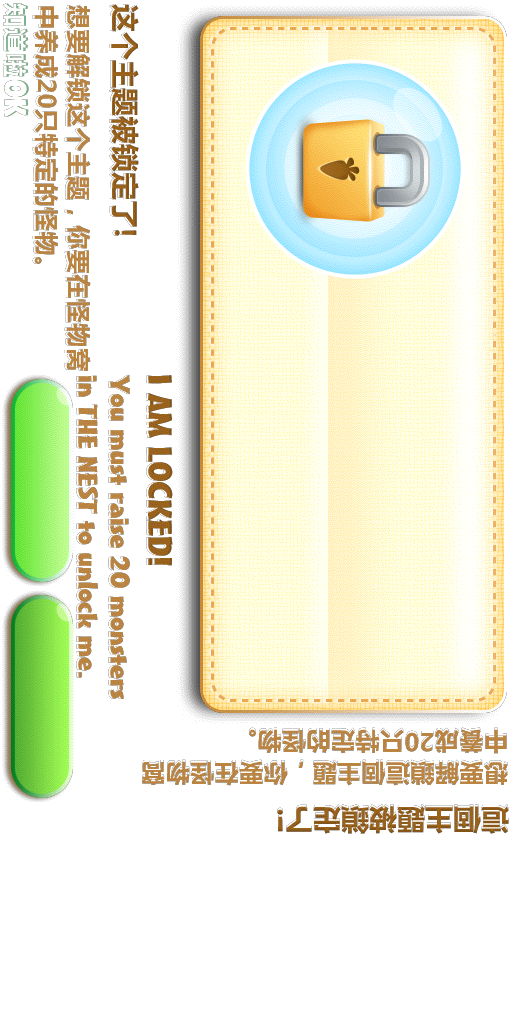 这个主题被锁定了!
想要解锁这个主题，你要在怪物窝
中养成20只特定的怪物。
知道啦OK
I AM LOCKED!
You must raise 20 monsters
in THE NEST to unlock me.
這個主題被鎖定了!
想要解鎖這個主題，你要在怪物窩
中養成20只特定的怪物。